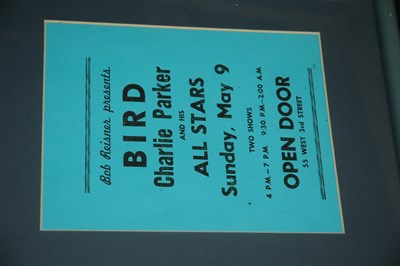 Bob Reisner presents
BIRD
Charlie Parker
AND HIS
ALL STARS
Sunday, May 9
TWO SHOWS
4 P.M-7 P.M. 9:30 P.M-2:00 A.M
OPEN DOOR
55 WEST 3rd STREET